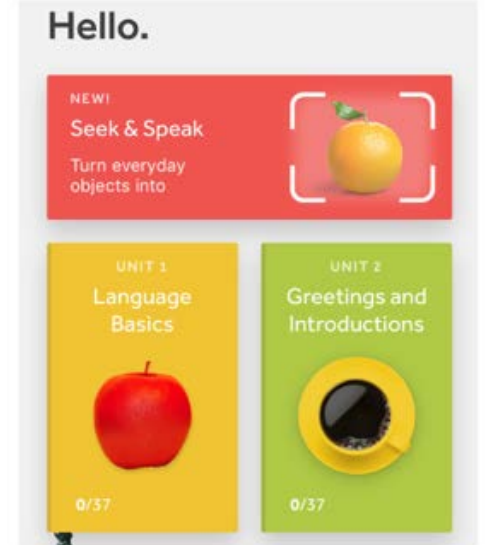 Hello.
NEW!
Seek & Speak
Turn everyday
objects into
UNIT 1
Language
Basics
0/37
UNIT 2
Greetings and
Introductions
0/37